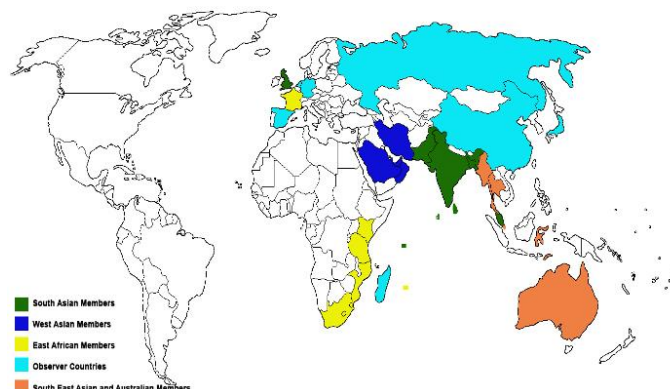 South Asian Members
West Asian Members
East African Members
Observer Countries
South East Asian and Australian Members